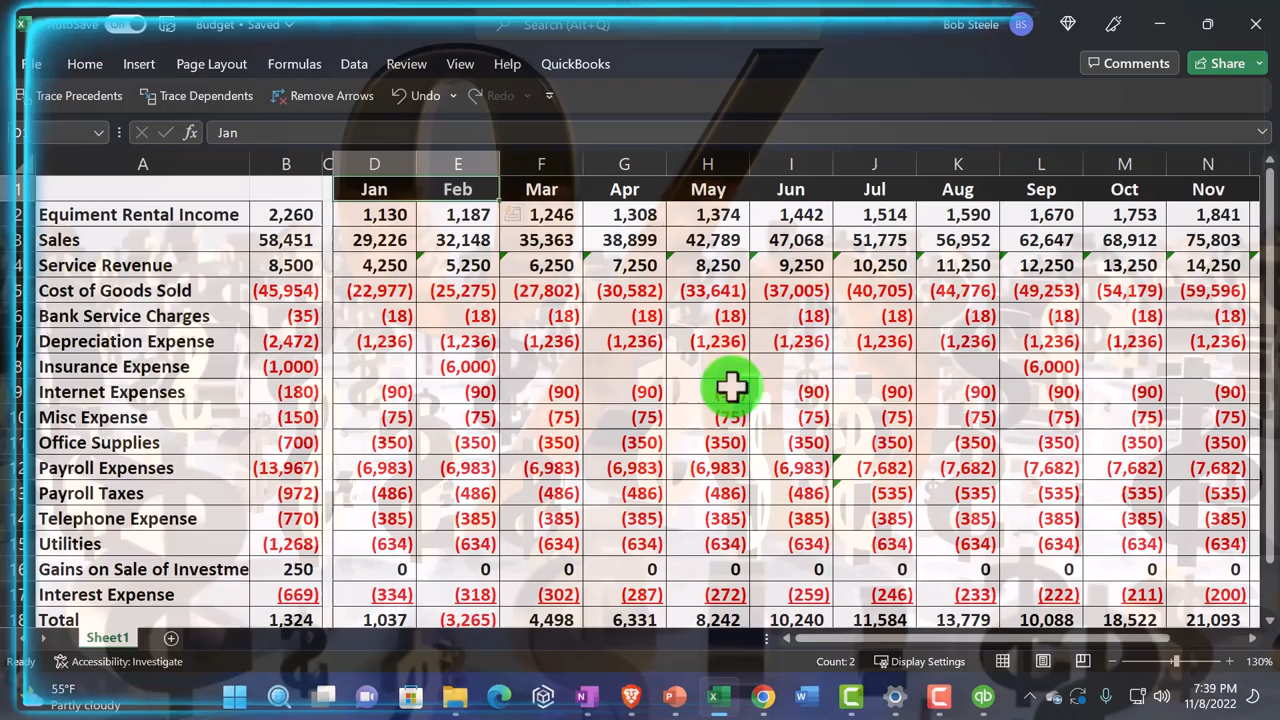 AutoSave On Budget • Saved Search (Alt+Q) Bob Steele BS
File Home Insert Page Layout Formulas Data Review View Help QuickBooks Comments Share
Trace Precedents Trace Dependents Remove Arrows Undo Redo
fx Jan
A B C D E F G H I J K L M N
1 Jan Feb Mar Apr May Jun Jul Aug Sep Oct Nov
2 Equiment Rental Income 2,260 1,130 1,187 1,246 1,308 1,374 1,442 1,514 1,590 1,670 1,753 1,841
3 Sales 58,451 29,226 32,148 35,363 38,899 42,789 47,068 51,775 56,952 62,647 68,912 75,803
4 Service Revenue 8,500 4,250 5,250 6,250 7,250 8,250 9,250 10,250 11,250 12,250 13,250 14,250
5 Cost of Goods Sold (45,954) (22,977) (25,275) (27,802) (30,582) (33,641) (37,005) (40,705) (44,776) (49,253) (54,179) (59,596)
6 Bank Service Charges (35) (18) (18) (18) (18) (18) (18) (18) (18) (18) (18) (18)
7 Depreciation Expense (2,472) (1,236) (1,236) (1,236) (1,236) (1,236) (1,236) (1,236) (1,236) (1,236) (1,236) (1,236)
8 Insurance Expense (1,000) (6,000) (6,000)
9 Internet Expenses (180) (90) (90) (90) (90) (90) (90) (90) (90) (90) (90)
10 Misc Expense (150) (75) (75) (75) (75) (75) (75) (75) (75) (75) (75) (75)
11 Office Supplies (700) (350) (350) (350) (350) (350) (350) (350) (350) (350) (350) (350)
12 Payroll Expenses (13,967) (6,983) (6,983) (6,983) (6,983) (6,983) (6,983) (7,682) (7,682) (7,682) (7,682) (7,682)
13 Payroll Taxes (972) (486) (486) (486) (486) (486) (486) (535) (535) (535) (535) (535)
14 Telephone Expense (770) (385) (385) (385) (385) (385) (385) (385) (385) (385) (385) (385)
15 Utilities (1,268) (634) (634) (634) (634) (634) (634) (634) (634) (634) (634) (634)
16 Gains on Sale of Investme 250 0 0 0 0 0 0 0 0 0 0 0
17 Interest Expense (669) (334) (318) (302) (287) (272) (259) (246) (233) (222) (211) (200)
18 Total 1,324 1,037 (3,265) 4,498 6,331 8,242 10,240 11,584 13,779 10,088 18,522 21,093
Sheet1
Ready Accessibility: Investigate Count: 2 Display Settings 130%
55°F 7:39 PM
Partly cloudy 11/8/2022